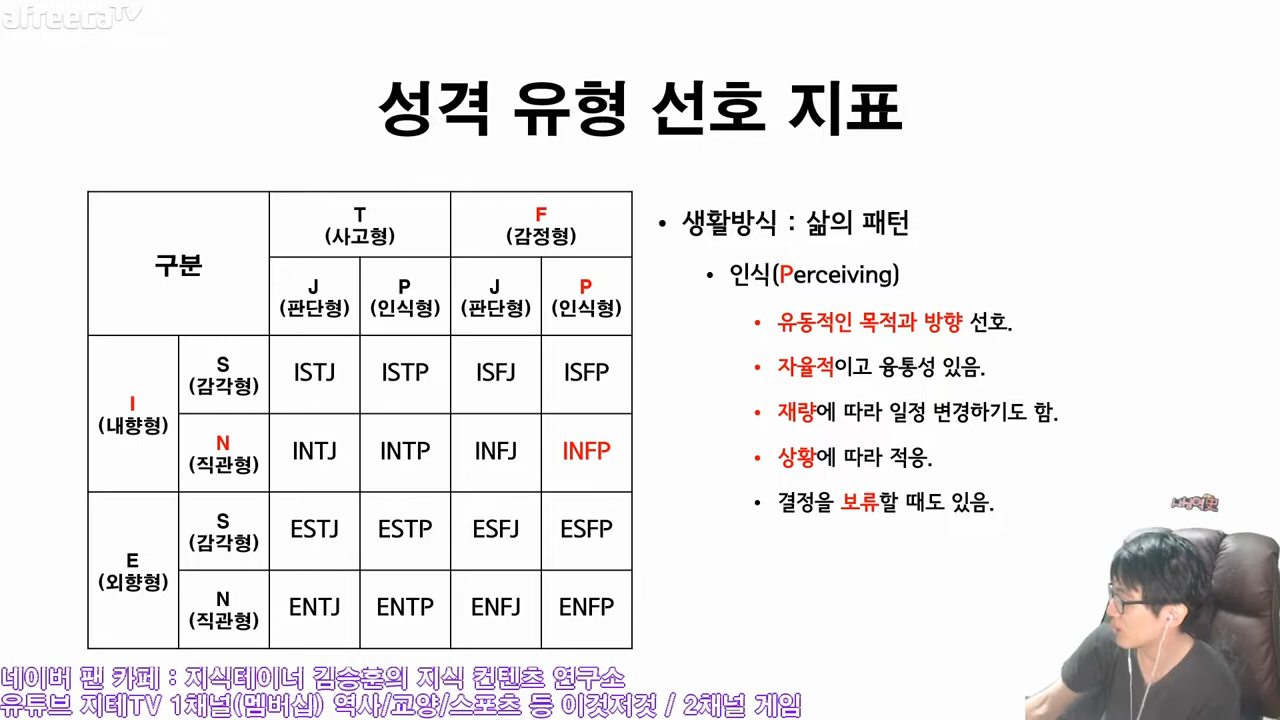 afreecaTV
성격 유형 선호 지표
구분
T
(사고형)
F
(감정형)
J
(판단형)
P
(인식형)
J
(판단형)
P
(인식형)
I
(내향형)
S
(감각형)
ISTJ
ISTP
ISFJ
ISFP
N
(직관형)
INTJ
INTP
INFJ
INFP
E
(외향형)
S
(감각형)
ESTJ
ESTP
ESFJ
ESFP
N
(직관형)
ENTJ
ENTP
ENFJ
ENFP
• 생활방식 : 삶의 패턴
• 인식(Perceiving)
• 유동적인 목적과 방향 선호.
• 자율적이고 융통성 있음.
• 재량에 따라 일정 변경하기도 함.
• 상황에 따라 적응.
• 결정을 보류할 때도 있음.
네이버 팬 카페 : 지식테이너 김승훈의 지식 컨텐츠 연구소
유튜브 지테TV 1채널(멤버십) 역사/교양/스포츠 등 이것저것 / 2채널 게임